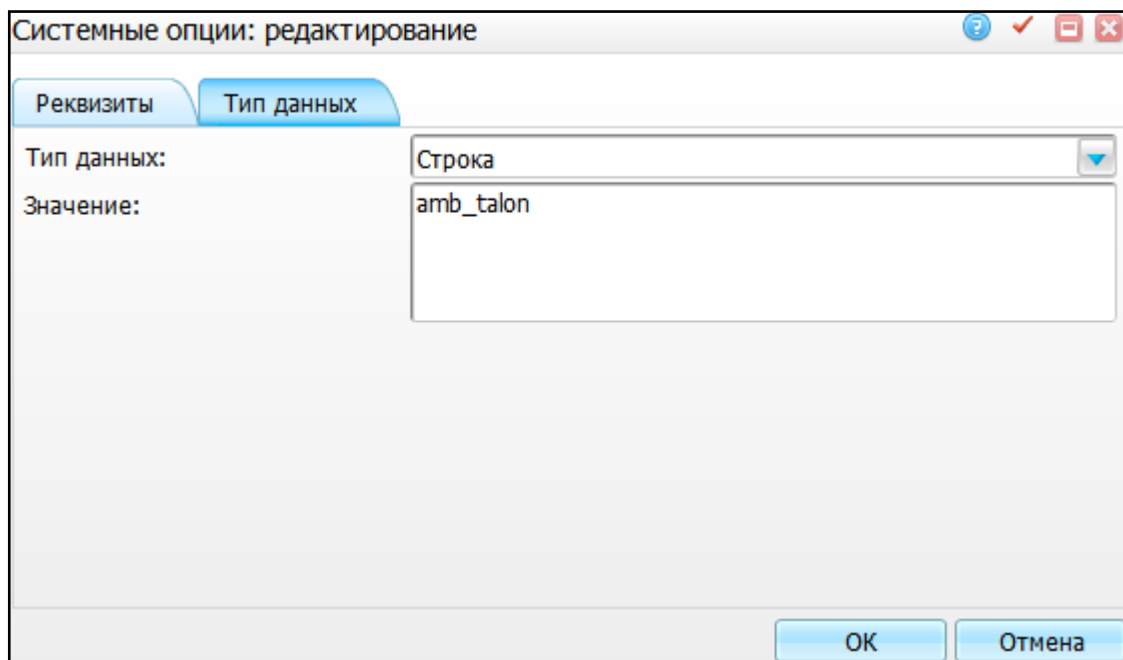 Системные опции: редактирование
Реквизиты Тип данных
Тип данных: Строка
Значение: amb_talon
ОК Отмена